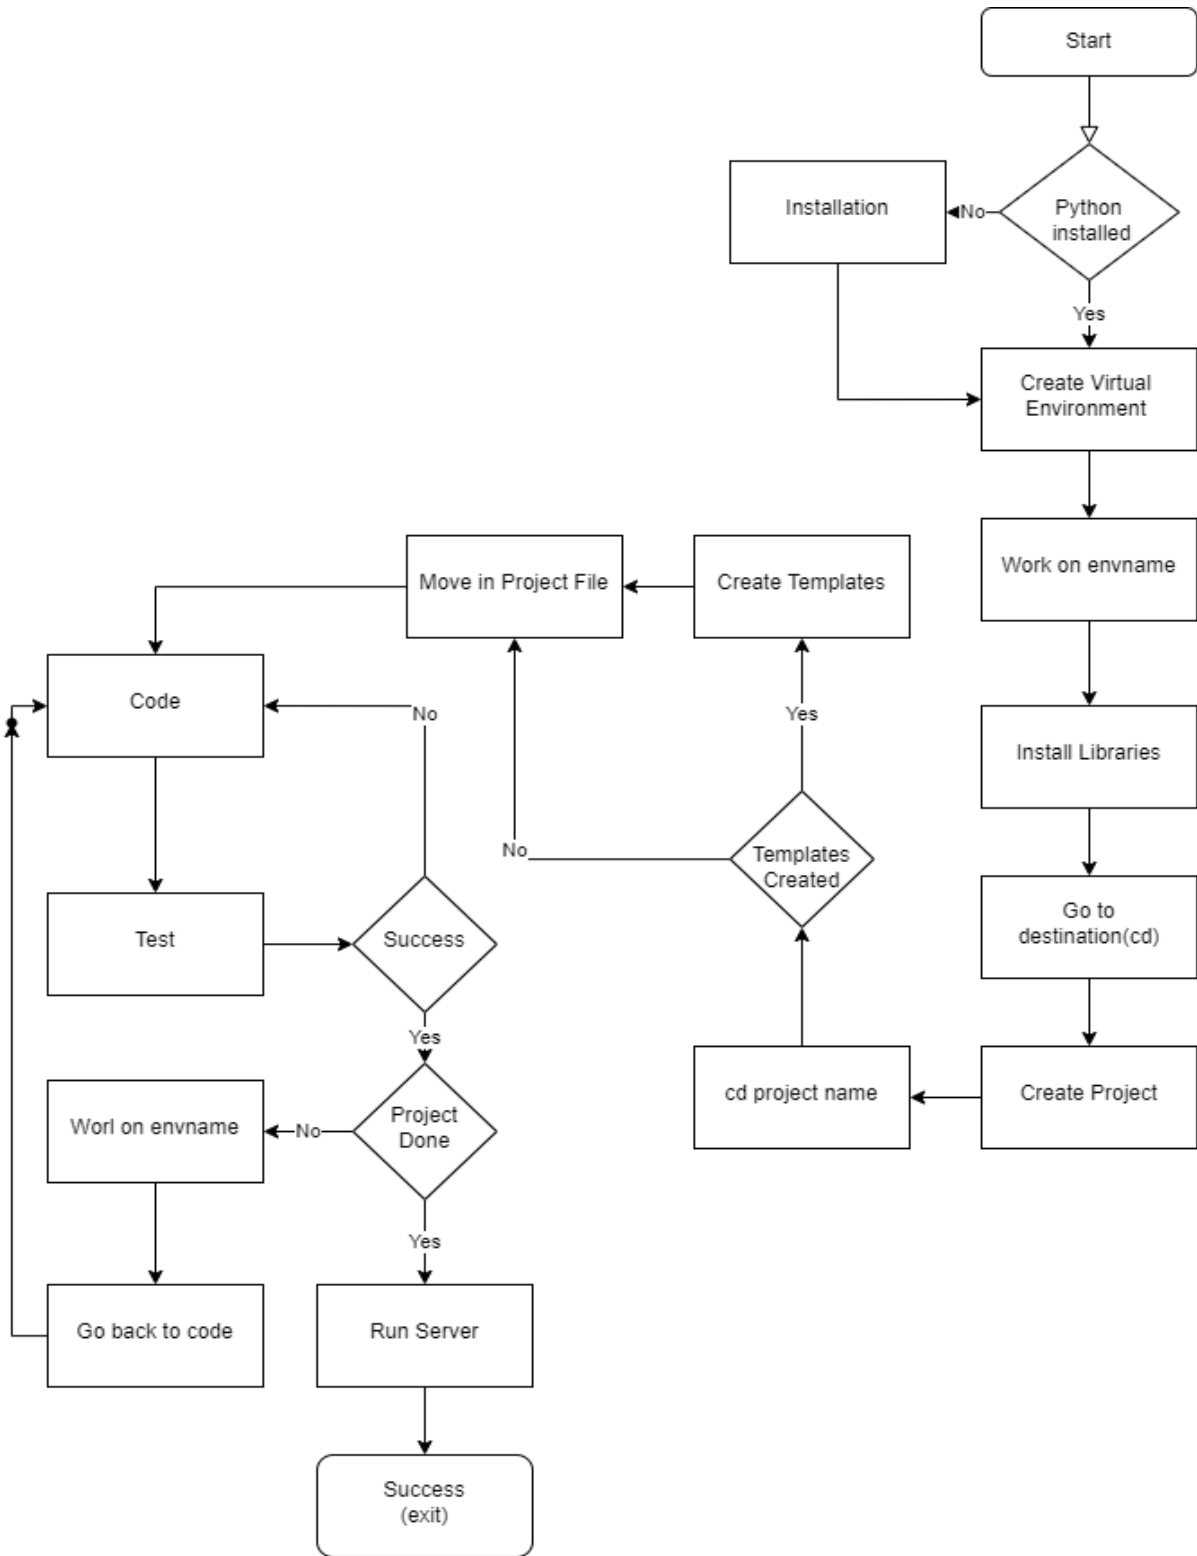 Start
Python
installed
No
Installation
Yes
Create Virtual
Environment
Work on envname
Install Libraries
Go to
destination(cd)
Create Project
cd project name
Templates
Created
Yes
No
Create Templates
Move in Project File
Code
Test
Success
No
Yes
Project
Done
No
Worl on envname
Go back to code
Yes
Run Server
Success
(exit)